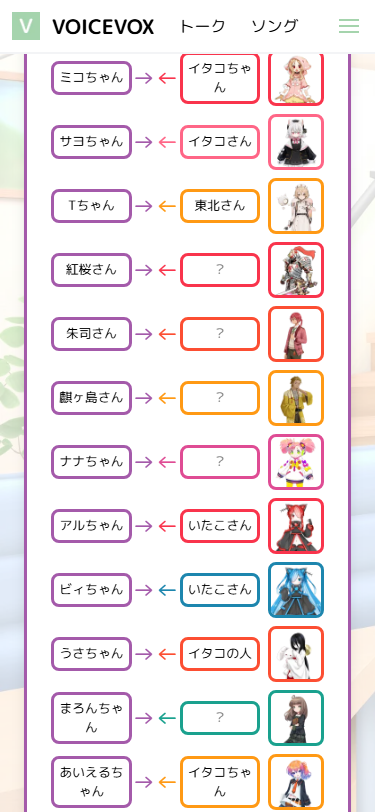 V VOICEVOX トーク ソング
ミコちゃん → ← イタコちゃ
ん
サヨちゃん → ← イタコさん
Tちゃん → ← 東北さん
紅桜さん → ← ?
朱司さん → ← ?
麒ヶ島さん → ← ?
ナナちゃん → ← ?
アルちゃん → ← いたこさん
ビィちゃん → ← いたこさん
うさちゃん → ← イタコの人
まろんちゃ
ん → ← ?
あいえるち
ゃん → ← イタコちゃ
ん